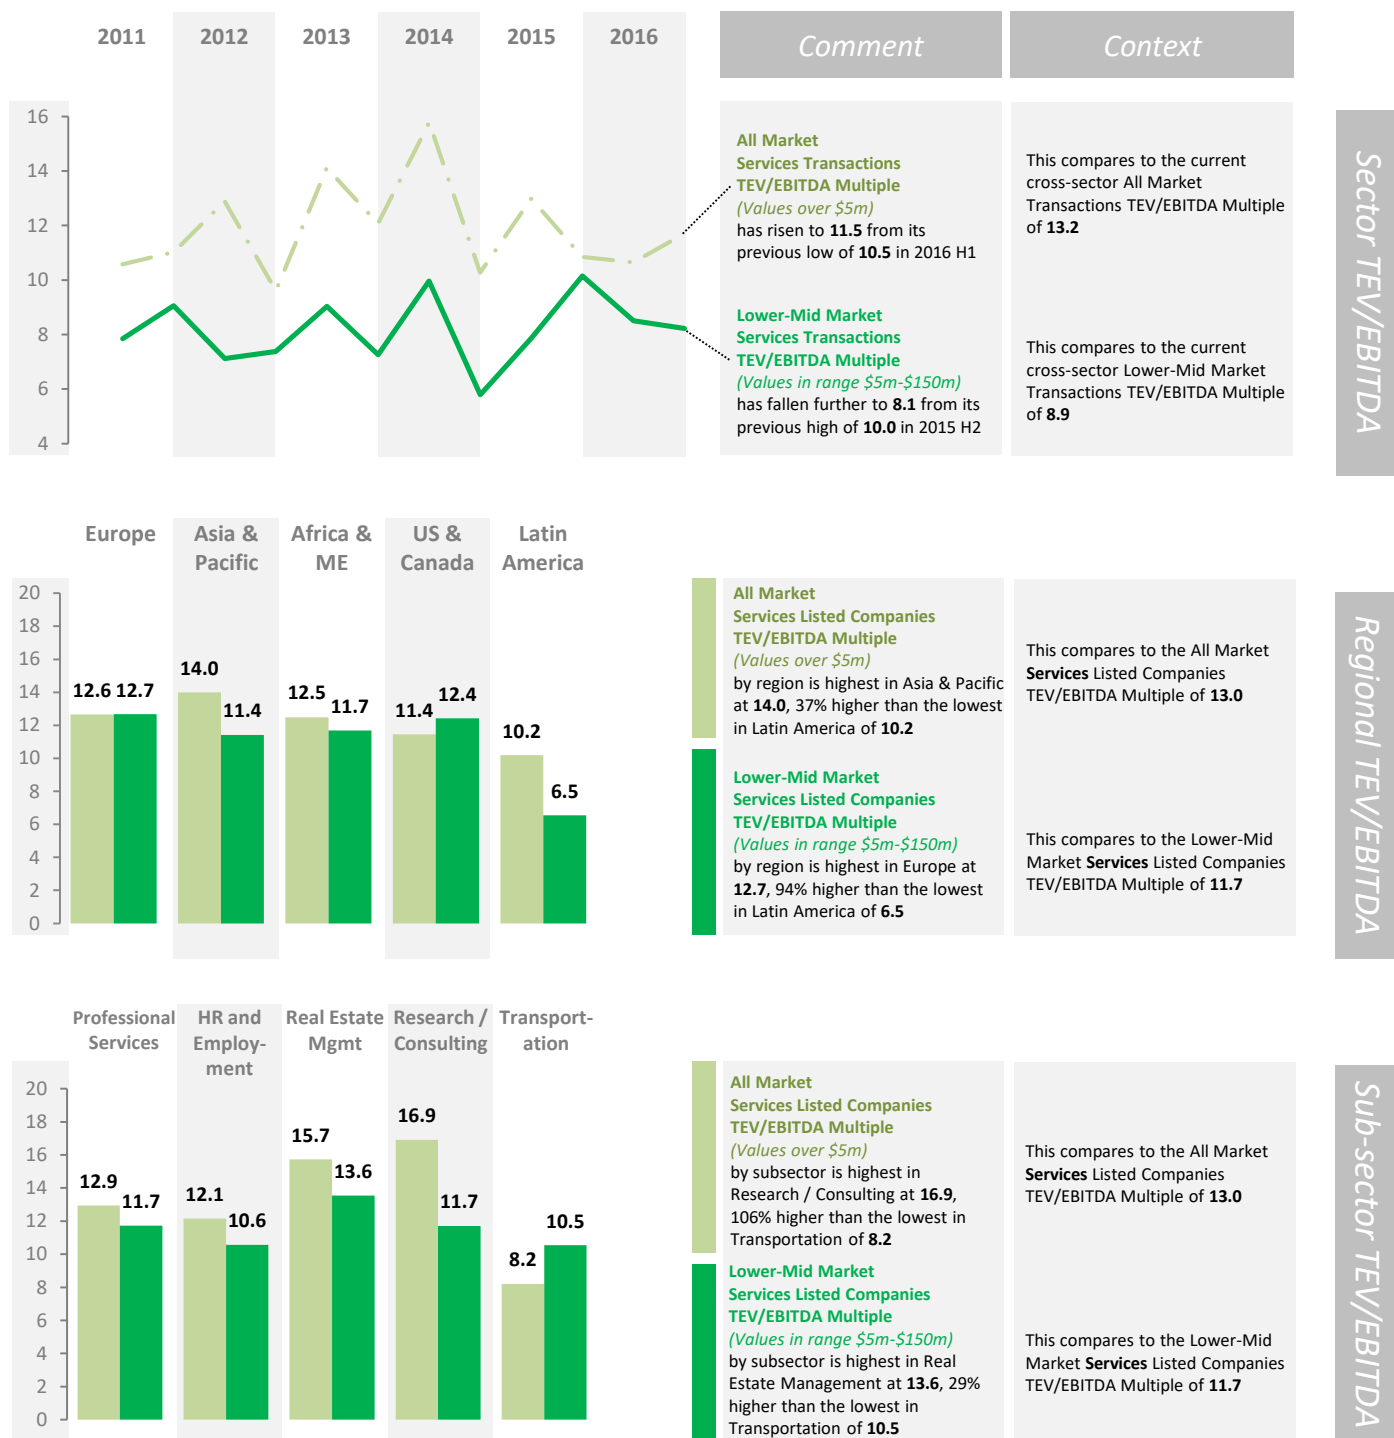 2011 2012 2013 2014 2015 2016
Comment
Context
16
14
12
10
8
6
4
All Market
Services Transactions
TEV/EBITDA Multiple
(Values over $5m)
has risen to 11.5 from its
previous low of 10.5 in 2016 H1
This compares to the current
cross-sector All Market
Transactions TEV/EBITDA Multiple
of 13.2
Lower-Mid Market
Services Transactions
TEV/EBITDA Multiple
(Values in range $5m-$150m)
has fallen further to 8.1 from its
previous high of 10.0 in 2015 H2
This compares to the current
cross-sector Lower-Mid Market
Transactions TEV/EBITDA Multiple
of 8.9
Sector TEV/EBITDA
Europe
Asia &
Pacific
Africa &
ME
US &
Canada
Latin
America
20
18
16
14
12
10
8
6
4
2
0
12.6 12.7
14.0
11.4
12.5
11.7
11.4
12.4
10.2
6.5
All Market
Services Listed Companies
TEV/EBITDA Multiple
(Values over $5m)
by region is highest in Asia & Pacific
at 14.0, 37% higher than the lowest
in Latin America of 10.2
This compares to the All Market
Services Listed Companies
TEV/EBITDA Multiple of 13.0
Lower-Mid Market
Services Listed Companies
TEV/EBITDA Multiple
(Values in range $5m-$150m)
by region is highest in Europe at
12.7, 94% higher than the lowest
in Latin America of 6.5
This compares to the Lower-Mid
Market Services Listed Companies
TEV/EBITDA Multiple of 11.7
Regional TEV/EBITDA
Professional
Services
HR and
Employ-
ment
Real Estate
Mgmt
Research /
Consulting
Transport-
ation
20
18
16
14
12
10
8
6
4
2
0
12.9
11.7
12.1
10.6
15.7
13.6
16.9
11.7
8.2
10.5
All Market
Services Listed Companies
TEV/EBITDA Multiple
(Values over $5m)
by subsector is highest in
Research / Consulting at 16.9,
106% higher than the lowest in
Transportation of 8.2
This compares to the All Market
Services Listed Companies
TEV/EBITDA Multiple of 13.0
Lower-Mid Market
Services Listed Companies
TEV/EBITDA Multiple
(Values in range $5m-$150m)
by subsector is highest in Real
Estate Management at 13.6, 29%
higher than the lowest in
Transportation of 10.5
This compares to the Lower-Mid
Market Services Listed Companies
TEV/EBITDA Multiple of 11.7
Sub-sector TEV/EBITDA